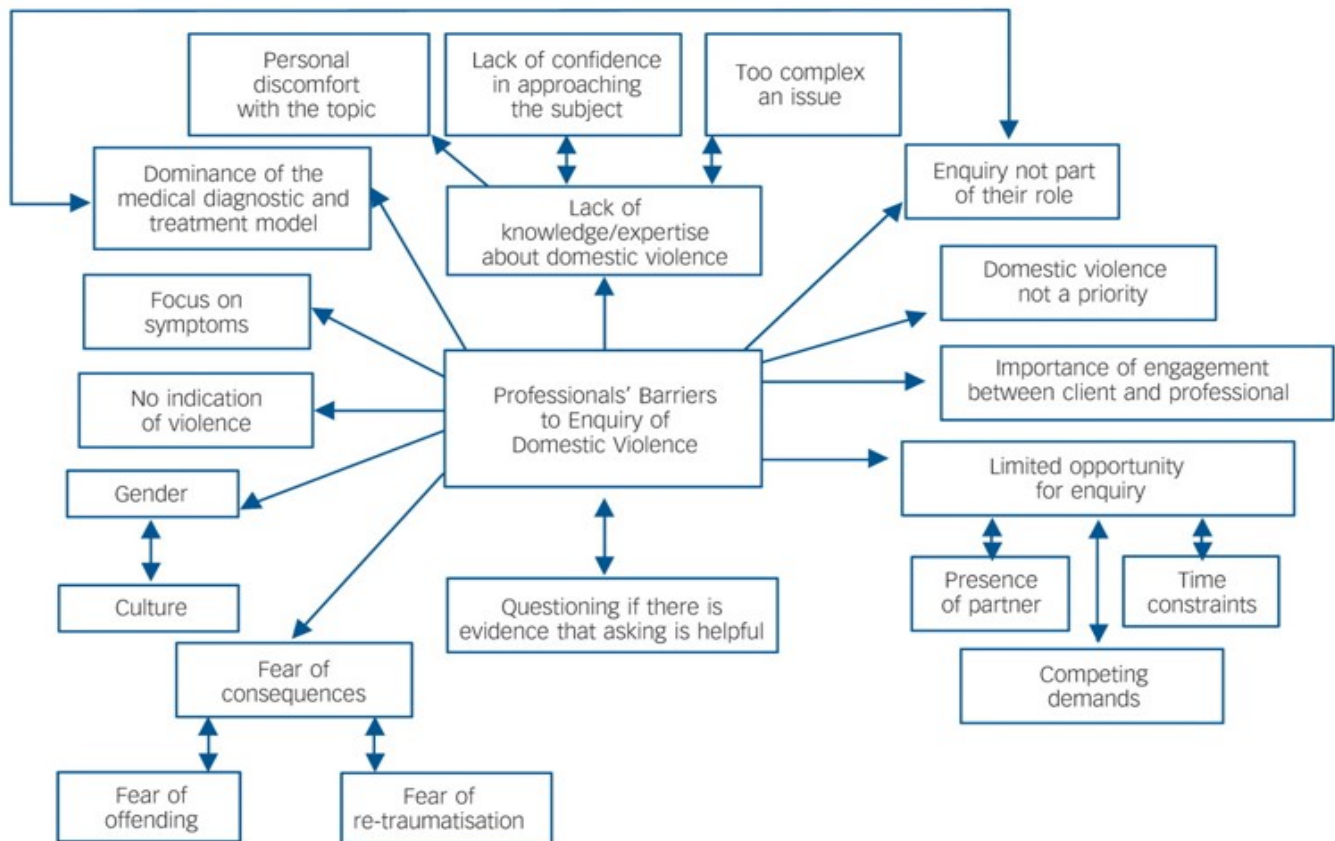 Personal
discomfort
with the topic
Lack of confidence
in approaching
the subject
Too complex
an issue
Dominance of the
medical diagnostic and
treatment model
Lack of
knowledge/expertise
about domestic violence
Enquiry not part
of their role
Focus on
symptoms
Domestic violence
not a priority
No indication
of violence
Professionals’ Barriers
to Enquiry of
Domestic Violence
Importance of engagement
between client and professional
Gender
Limited opportunity
for enquiry
Culture
Questioning if there is
evidence that asking is helpful
Presence
of partner
Time
constraints
Fear of
consequences
Competing
demands
Fear of
offending
Fear of
re-traumatisation